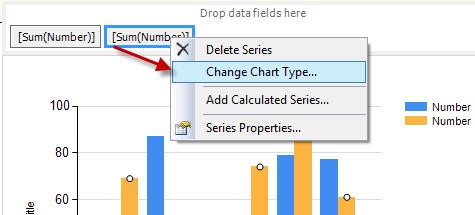 Drop data fields here
[Sum(Number)]
[Sum(Number)]
Delete Series
Change Chart Type...
Add Calculated Series...
Series Properties...
100
80
60
Number
Number